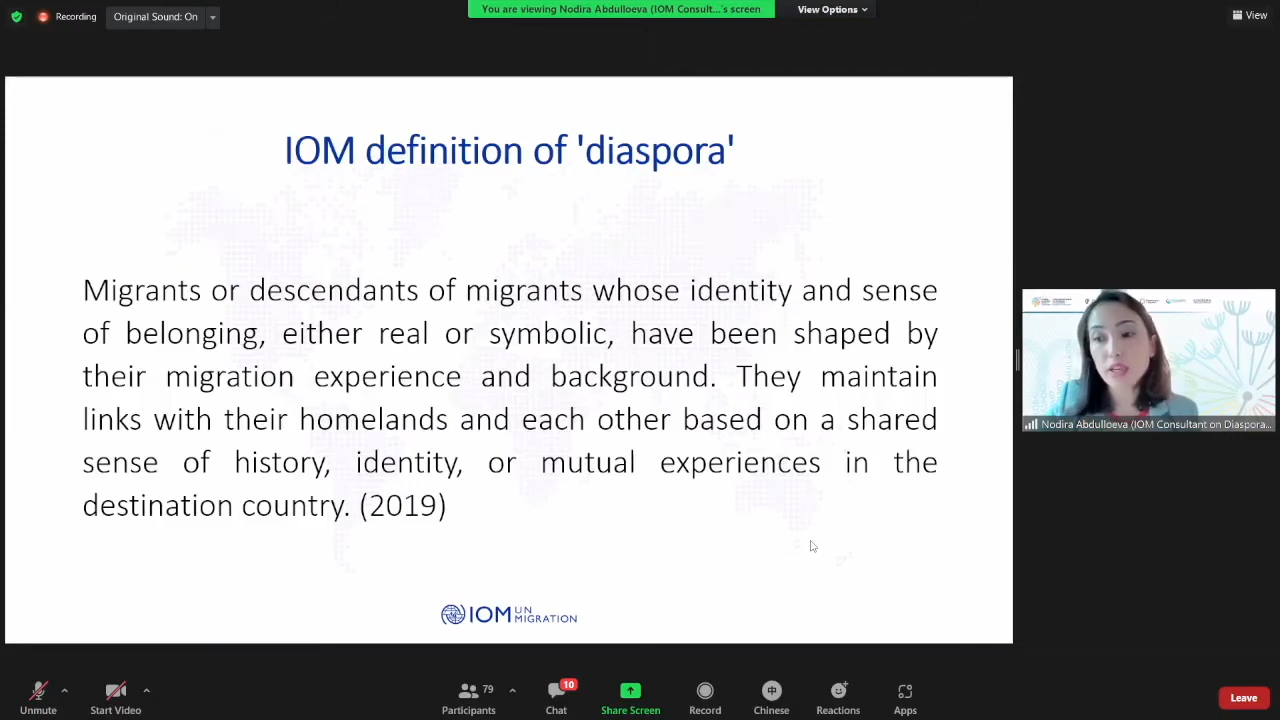 Recording
Original Sound: On
You are viewing Nodira Abdulloeva (IOM Consult...'s screen
View Options
View
IOM definition of 'diaspora'
Migrants or descendants of migrants whose identity and sense
of belonging, either real or symbolic, have been shaped by
their migration experience and background. They maintain
links with their homelands and each other based on a shared
sense of history, identity, or mutual experiences in the
destination country. (2019)
IOM UN
MIGRATION
Nodira Abdulloeva (IOM Consultant on Diaspora...
Unmute
Start Video
79
Participants
10
Chat
Share Screen
Record
中
Chinese
Reactions
Apps
Leave